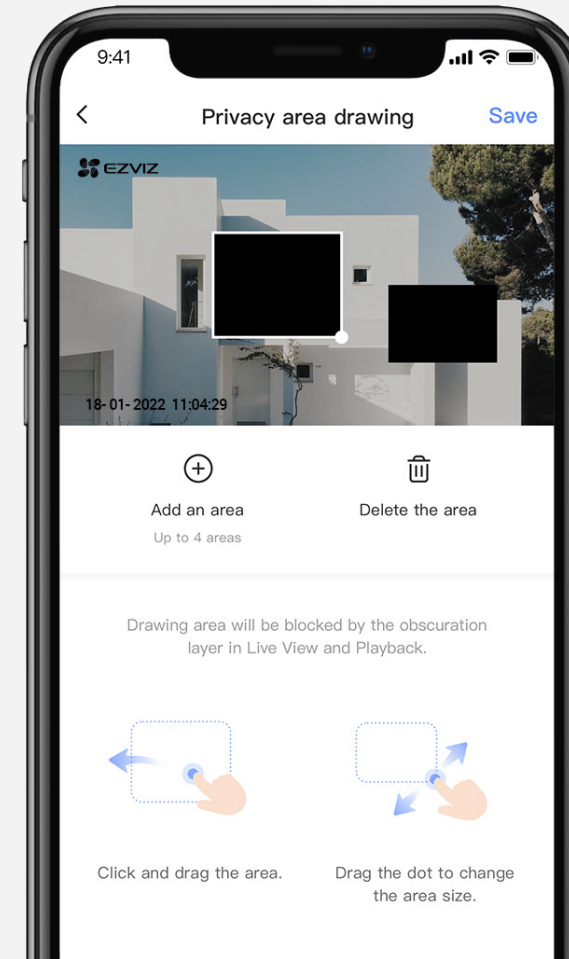 9:41
Privacy area drawing
Save
EZVIZ
18-01-2022 11:04:29
Add an area
Delete the area
Up to 4 areas
Drawing area will be blocked by the obscuration
layer in Live View and Playback.
Click and drag the area.
Drag the dot to change
the area size.